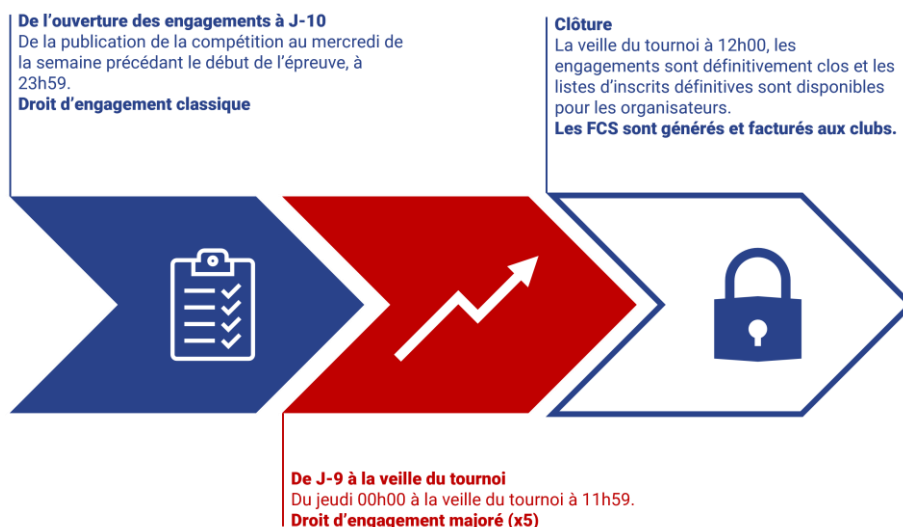 De l’ouverture des engagements à J-10
De la publication de la compétition au mercredi de
la semaine précédant le début de l’épreuve, à
23h59.
Droit d’engagement classique
Clôture
La veille du tournoi à 12h00, les
engagements sont définitivement clos et les
listes d’inscrits définitives sont disponibles
pour les organisateurs.
Les FCS sont générés et facturés aux clubs.
De J-9 à la veille du tournoi
Du jeudi 00h00 à la veille du tournoi à 11h59.
Droit d’engagement majoré (x5)